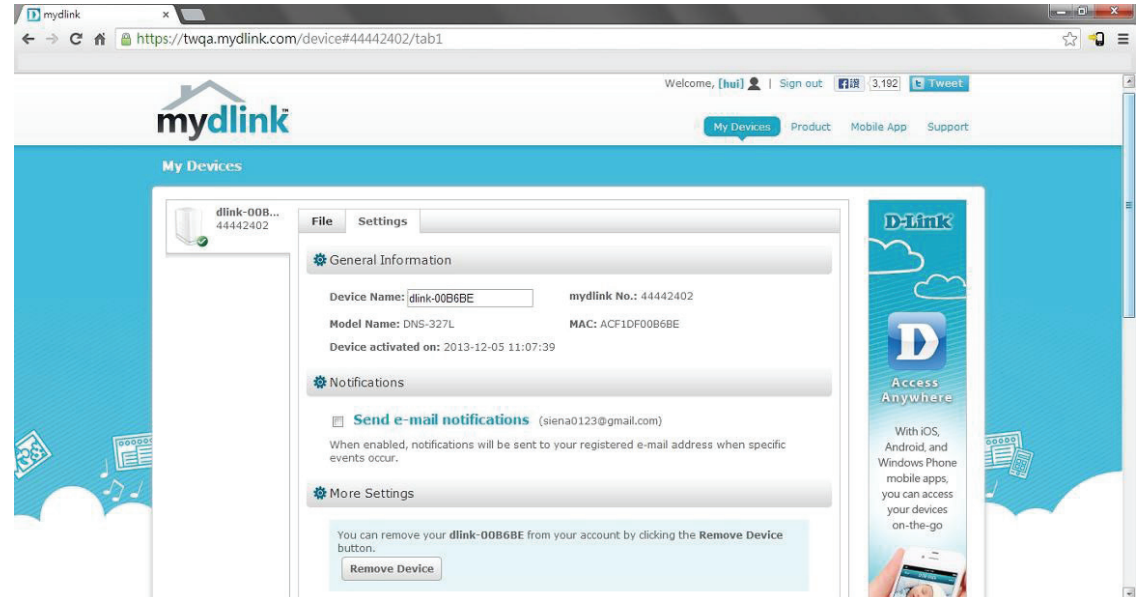 mydlink
https://twqa.mydlink.com/device#44442402/tab1
mydlink
Welcome, [hui] | Sign out 3,192 Tweet
My Devices Product Mobile App Support
My Devices
dlink-00B...
44442402
File Settings
General Information
Device Name: dlink-00B6BE mydlink No.: 44442402
Model Name: DNS-327L MAC: ACF1DF00B6BE
Device activated on: 2013-12-05 11:07:39
Notifications
Send e-mail notifications (siena0123@gmail.com)
When enabled, notifications will be sent to your registered e-mail address when specific
events occur.
More Settings
You can remove your dlink-00B6BE from your account by clicking the Remove Device
button.
Remove Device
D-Link
D
Access
Anywhere
With iOS,
Android, and
Windows Phone
mobile apps,
you can access
your devices
on-the-go